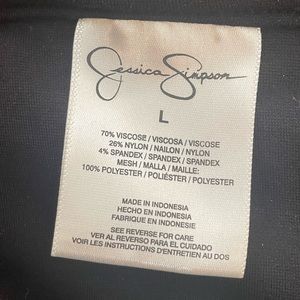 Jessica Simpson
L
70% VISCOSE / VISCOSA / VISCOSE
26% NYLON / NAILON / NYLON
4% SPANDEX / SPANDEX / SPANDEX
MESH / MALLA / MAILLE:
100% POLYESTER / POLIÉSTER / POLYESTER
MADE IN INDONESIA
HECHO EN INDONESIA
FABRIQUE EN INDONESIE
SEE REVERSE FOR CARE
VER AL REVERSO PARA EL CUIDADO
VOIR LES INSTRUCTIONS D'ENTRETIEN AU DOS